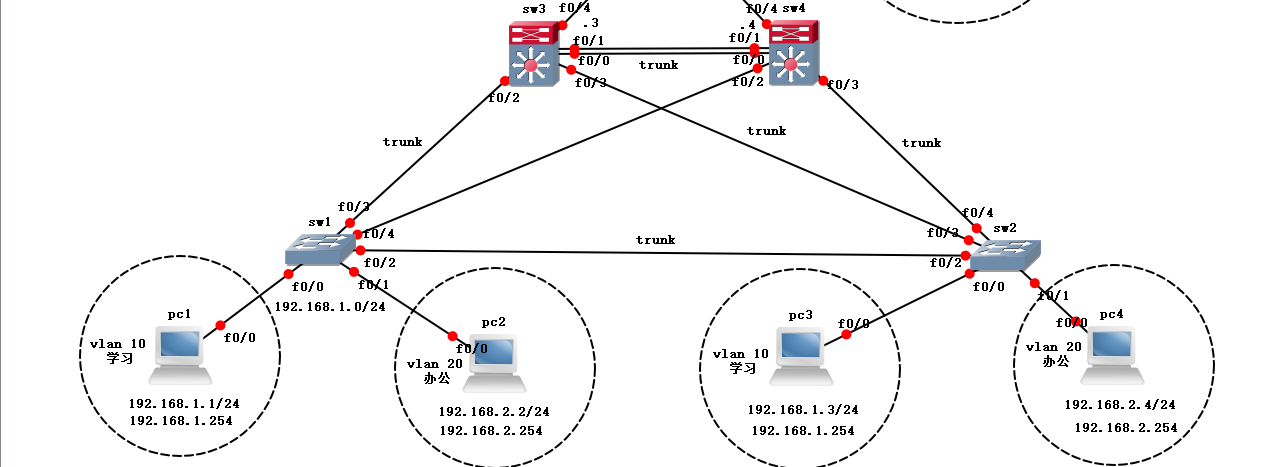 sw3
f0/4
f0/4
sw4
.3
.4
f0/1
f0/1
f0/0
trunk
f0/0
f0/3
f0/2
f0/3
f0/2
trunk
trunk
trunk
f0/3
sw1
f0/4
f0/4
f0/3
sw2
trunk
f0/2
f0/2
f0/0
f0/1
f0/0
f0/1
192.168.1.0/24
pc1
f0/0
vlan 10
学习
192.168.1.1/24
192.168.1.254
pc2
f0/0
vlan 20
办公
192.168.2.2/24
192.168.2.254
pc3
f0/0
vlan 10
学习
192.168.1.3/24
192.168.1.254
pc4
f0/0
vlan 20
办公
192.168.2.4/24
192.168.2.254